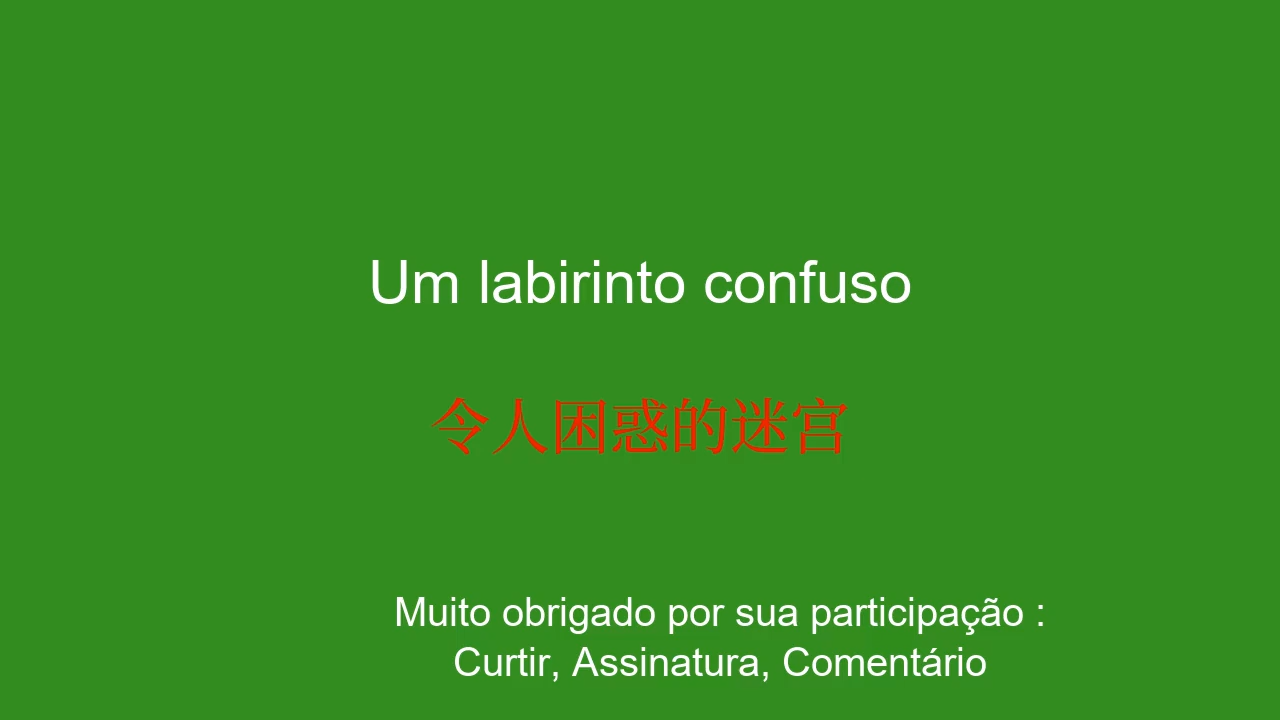 Um labirinto confuso
令人困惑的迷宫
Muito obrigado por sua participação :
Curtir, Assinatura, Comentário